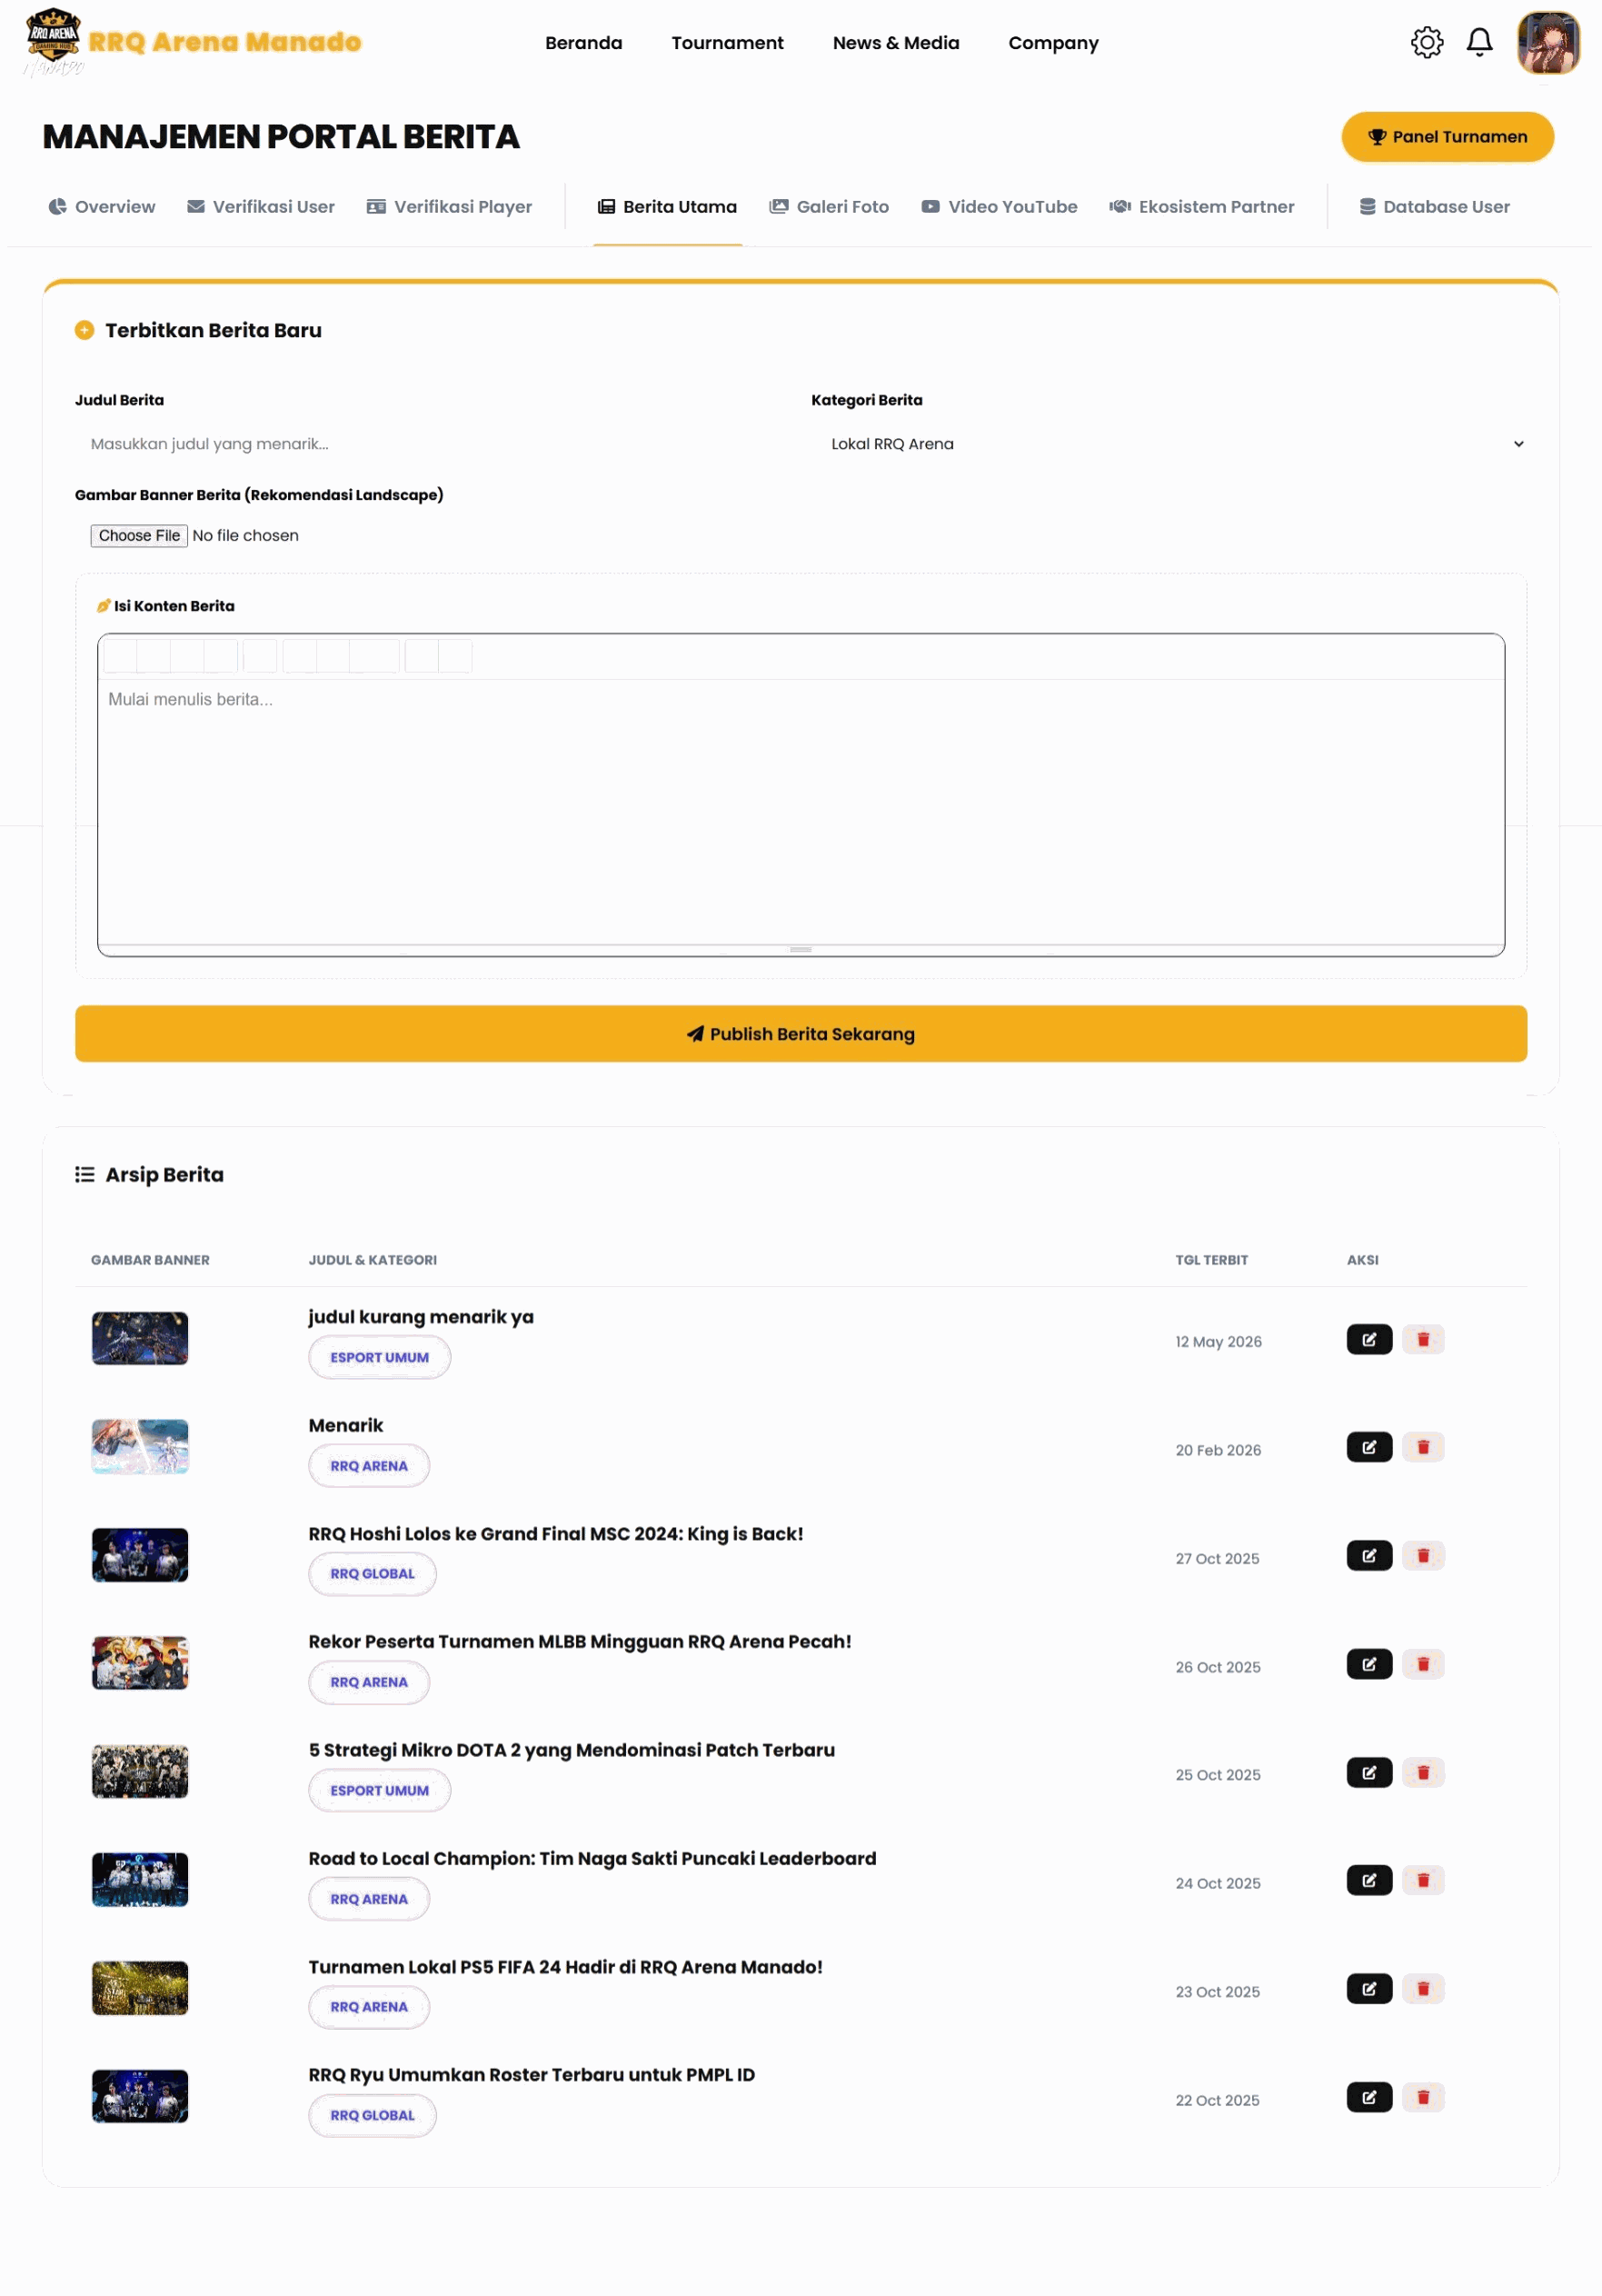 RRQ ARENA
GAMING HUB
Manado
RRQ Arena Manado
Beranda
Tournament
News & Media
Company
MANAJEMEN PORTAL BERITA
Panel Turnamen
Overview
Verifikasi User
Verifikasi Player
Berita Utama
Galeri Foto
Video YouTube
Ekosistem Partner
Database User
Terbitkan Berita Baru
Judul Berita
Kategori Berita
Masukkan judul yang menarik...
Lokal RRQ Arena
Gambar Banner Berita (Rekomendasi Landscape)
Choose File No file chosen
Isi Konten Berita
Mulai menulis berita...
Publish Berita Sekarang
Arsip Berita
GAMBAR BANNER
JUDUL & KATEGORI
TGL TERBIT
AKSI
judul kurang menarik ya
ESPORT UMUM
12 May 2026
Menarik
RRQ ARENA
20 Feb 2026
RRQ Hoshi Lolos ke Grand Final MSC 2024: King is Back!
RRQ GLOBAL
27 Oct 2025
Rekor Peserta Turnamen MLBB Mingguan RRQ Arena Pecah!
RRQ ARENA
26 Oct 2025
5 Strategi Mikro DOTA 2 yang Mendominasi Patch Terbaru
ESPORT UMUM
25 Oct 2025
Road to Local Champion: Tim Naga Sakti Puncaki Leaderboard
RRQ ARENA
24 Oct 2025
Turnamen Lokal PS5 FIFA 24 Hadir di RRQ Arena Manado!
RRQ ARENA
23 Oct 2025
RRQ Ryu Umumkan Roster Terbaru untuk PMPL ID
RRQ GLOBAL
22 Oct 2025